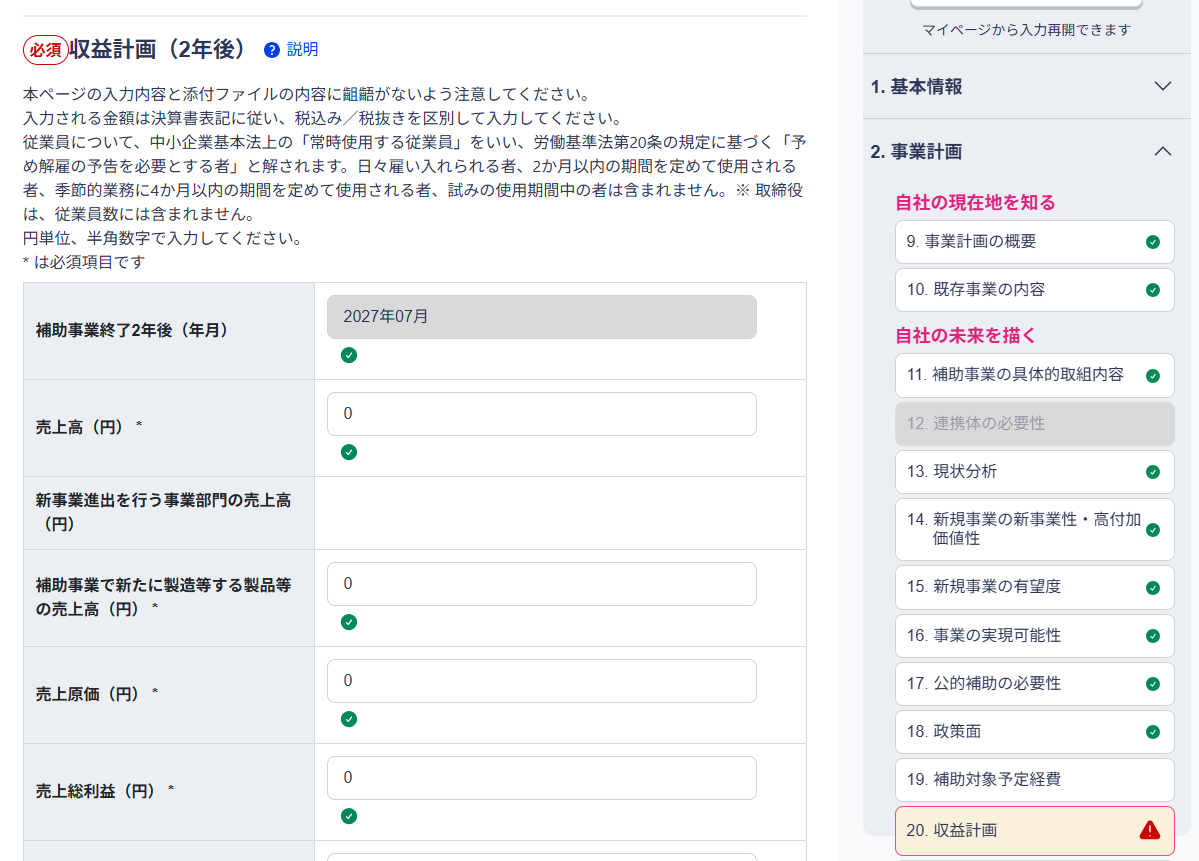 必須 収益計画（2年後） ? 説明
本ページの入力内容と添付ファイルの内容に齟齬がないよう注意してください。
入力される金額は決算書表記に従い、税込み／税抜きを区別して入力してください。
従業員について、中小企業基本法上の「常時使用する従業員」をいい、労働基準法第20条の規定に基づく「予
め解雇の予告を必要とする者」と解されます。日々雇い入れられる者、2か月以内の期間を定めて使用される
者、季節的業務に4か月以内の期間を定めて使用される者、試みの使用期間中の者は含まれません。※ 取締役
は、従業員数には含まれません。
円単位、半角数字で入力してください。
* は必須項目です
補助事業終了2年後（年月）
2027年07月
売上高（円） *
0
新事業進出を行う事業部門の売上高
（円）
補助事業で新たに製造等する製品等
の売上高（円） *
0
売上原価（円） *
0
売上総利益（円） *
0
マイページから入力再開できます
1. 基本情報
2. 事業計画
自社の現在地を知る
9. 事業計画の概要
10. 既存事業の内容
自社の未来を描く
11. 補助事業の具体的取組内容
12. 連携体の必要性
13. 現状分析
14. 新規事業の新事業性・高付加
価値性
15. 新規事業の有望度
16. 事業の実現可能性
17. 公的補助の必要性
18. 政策面
19. 補助対象予定経費
20. 収益計画